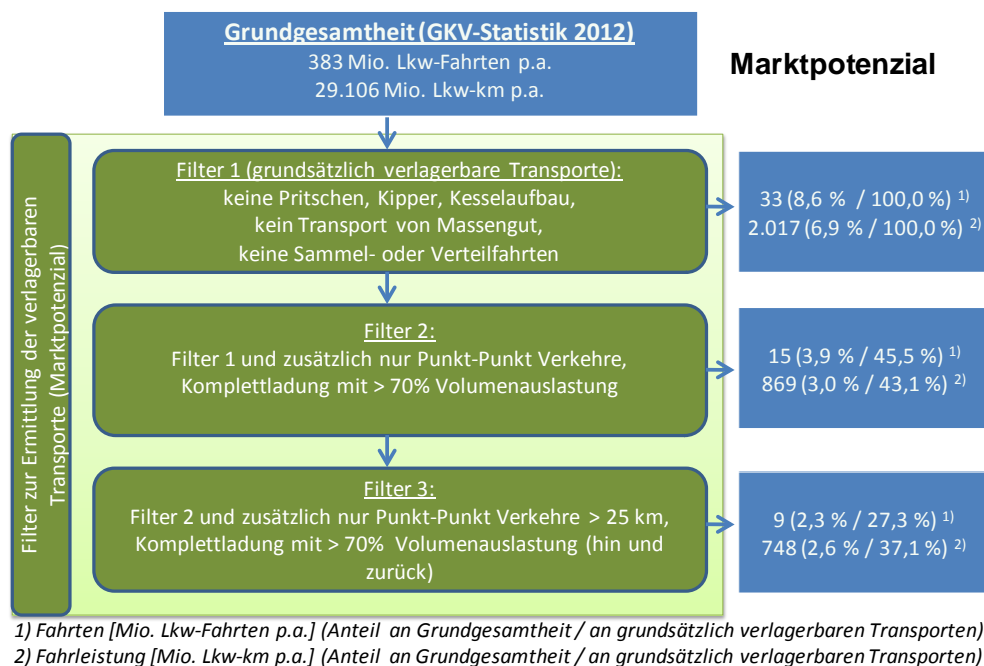 Grundgesamtheit (GKV-Statistik 2012)
383 Mio. Lkw-Fahrten p.a.
29.106 Mio. Lkw-km p.a.
Marktpotenzial
Filter zur Ermittlung der verlagerbaren
Transporte (Marktpotenzial)
Filter 1 (grundsätzlich verlagerbare Transporte):
keine Pritschen, Kipper, Kesselaufbau,
kein Transport von Massengut,
keine Sammel- oder Verteilfahrten
33 (8,6 % / 100,0 %) 1)
2.017 (6,9 % / 100,0 %) 2)
Filter 2:
Filter 1 und zusätzlich nur Punkt-Punkt Verkehre,
Komplettladung mit > 70% Volumenauslastung
15 (3,9 % / 45,5 %) 1)
869 (3,0 % / 43,1 %) 2)
Filter 3:
Filter 2 und zusätzlich nur Punkt-Punkt Verkehre > 25 km,
Komplettladung mit > 70% Volumenauslastung (hin und
zurück)
9 (2,3 % / 27,3 %) 1)
748 (2,6 % / 37,1 %) 2)
1) Fahrten [Mio. Lkw-Fahrten p.a.] (Anteil an Grundgesamtheit / an grundsätzlich verlagerbaren Transporten)
2) Fahrleistung [Mio. Lkw-km p.a.] (Anteil an Grundgesamtheit / an grundsätzlich verlagerbaren Transporten)